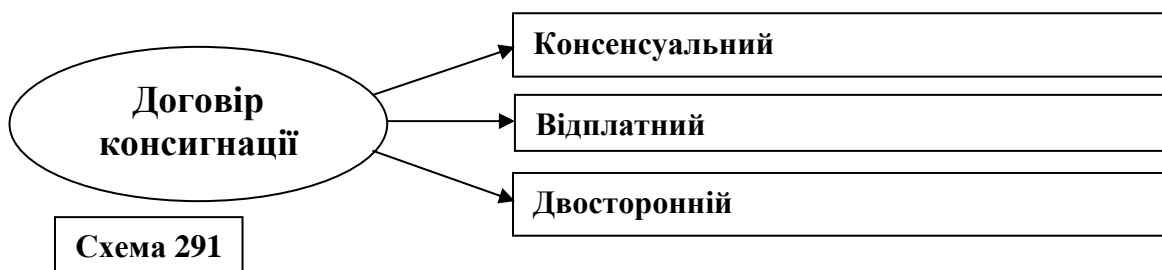 Договір
консигнації
Консенсуальний
Відплатний
Двосторонній
Схема 291